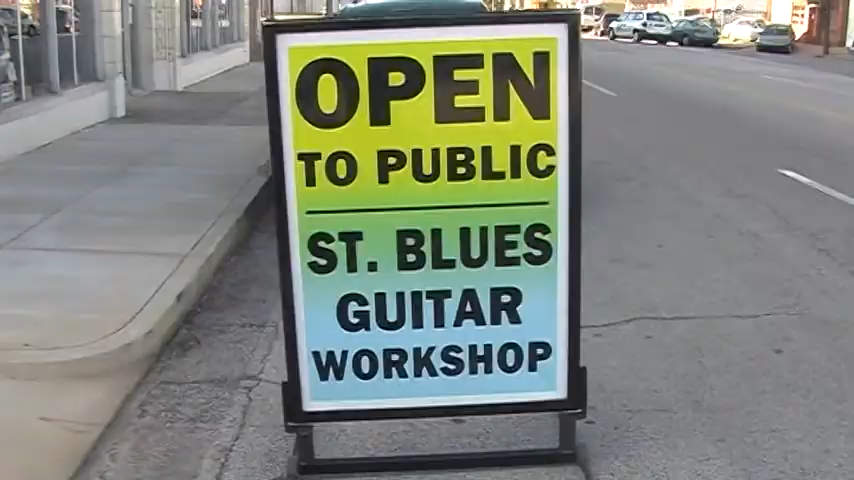 OPEN
TO PUBLIC
ST. BLUES
GUITAR
WORKSHOP